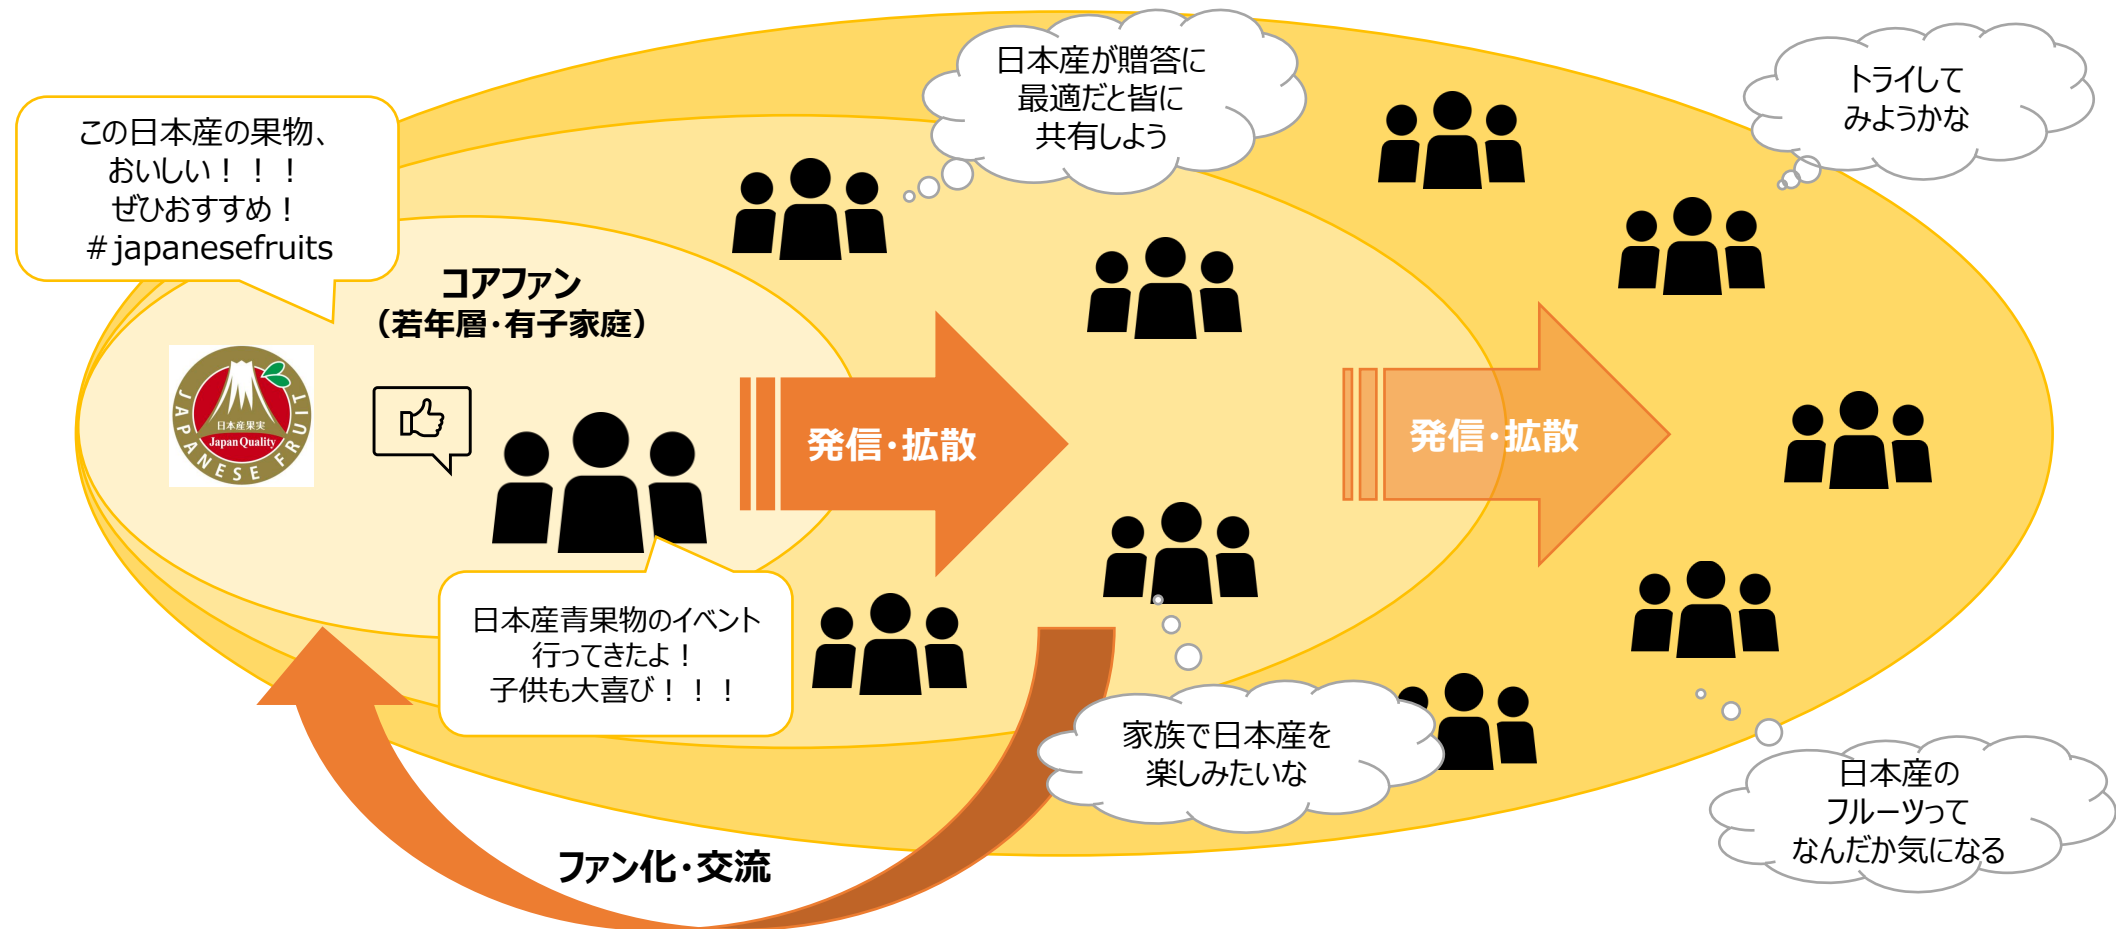 日本産が贈答に
最適だと皆に
共有しよう
トライして
みようかな
この日本産の果物、
おいしい！！！
ぜひおすすめ！
＃japanesefruits
コアファン
（若年層・有子家庭）
日本産果実
Japan Quality
JAPANESE FRUIT
発信・拡散
発信・拡散
日本産青果物のイベント
行ってきたよ！
子供も大喜び！！！
家族で日本産を
楽しみたいな
日本産の
フルーツって
なんだか気になる
ファン化・交流